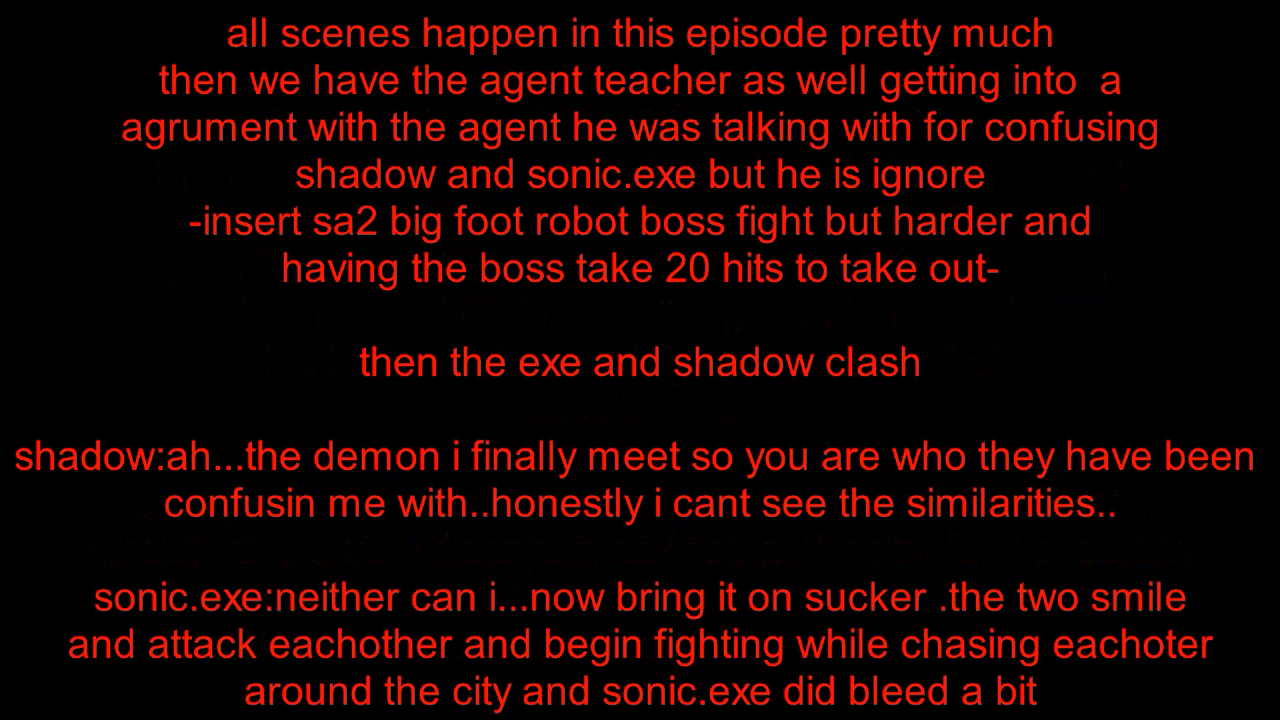 all scenes happen in this episode pretty much
then we have the agent teacher as well getting into  a
agrument with the agent he was talking with for confusing
shadow and sonic.exe but he is ignore
-insert sa2 big foot robot boss fight but harder and
having the boss take 20 hits to take out-
then the exe and shadow clash
shadow:ah...the demon i finally meet so you are who they have been
confusin me with..honestly i cant see the similarities..
sonic.exe:neither can i...now bring it on sucker .the two smile
and attack eachother and begin fighting while chasing eachoter
around the city and sonic.exe did bleed a bit